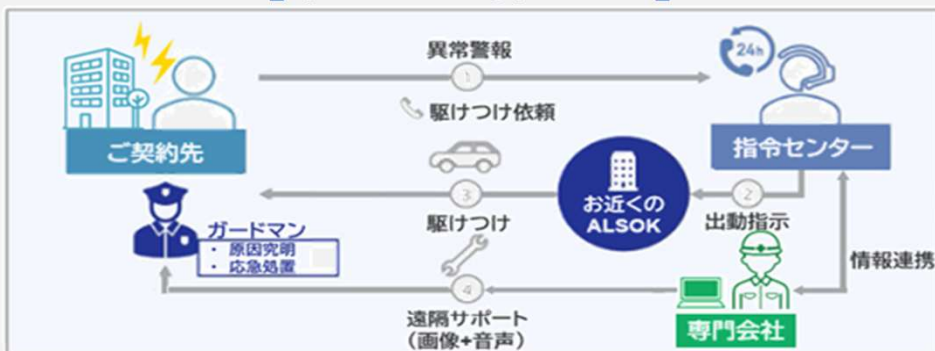 異常警報
①
24h
駆けつけ依頼
ご契約先
指令センター
お近くの
ALSOK
③
②
駆けつけ
出動指示
ガードマン
・ 原因究明
・ 応急処置
情報連携
④
遠隔サポート
(画像+音声)
専門会社